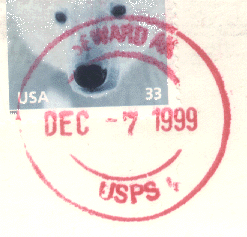 SEWARD AK
USA 33
DEC -7 1999
USPS